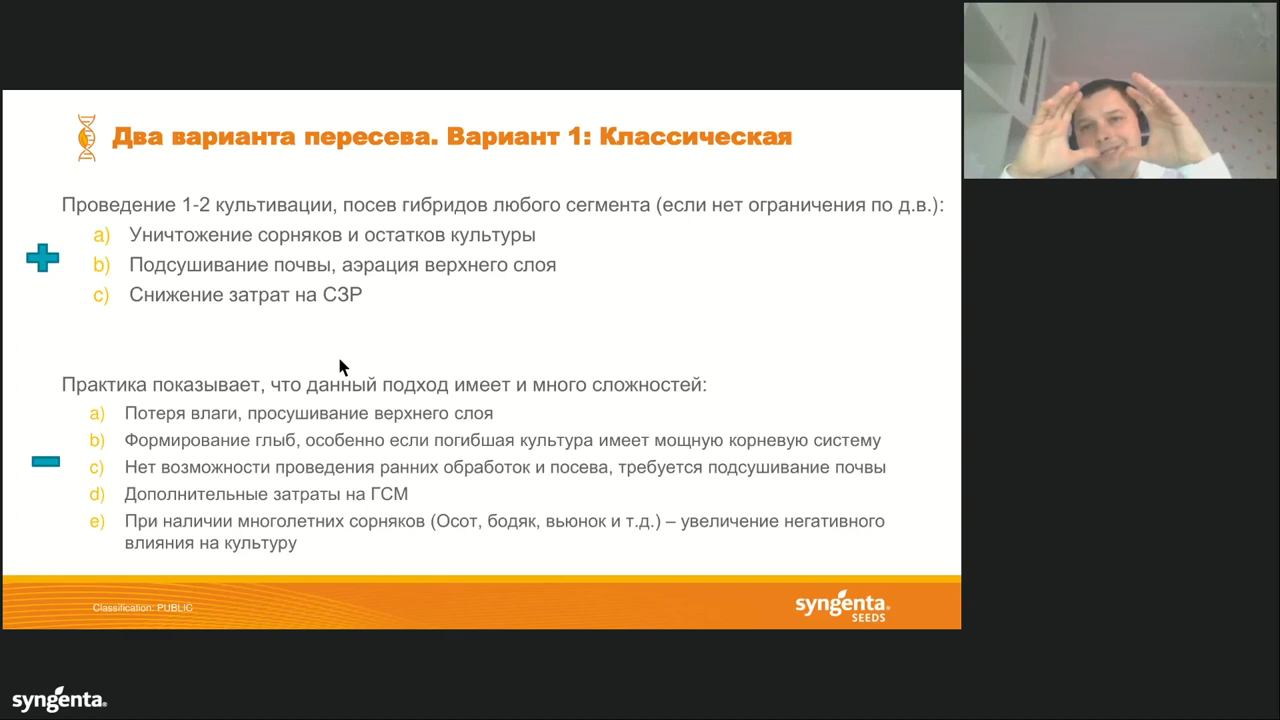 Два варианта пересева. Вариант 1: Классическая
Проведение 1-2 культивации, посев гибридов любого сегмента (если нет ограничения по д.в.):
a) Уничтожение сорняков и остатков культуры
b) Подсушивание почвы, аэрация верхнего слоя
c) Снижение затрат на СЗР
Практика показывает, что данный подход имеет и много сложностей:
a) Потеря влаги, просушивание верхнего слоя
b) Формирование глыб, особенно если погибшая культура имеет мощную корневую систему
c) Нет возможности проведения ранних обработок и посева, требуется подсушивание почвы
d) Дополнительные затраты на ГСМ
e) При наличии многолетних сорняков (Осот, бодяк, вьюнок и т.д.) – увеличение негативного
влияния на культуру
Classification: PUBLIC
syngenta®
SEEDS
syngenta®